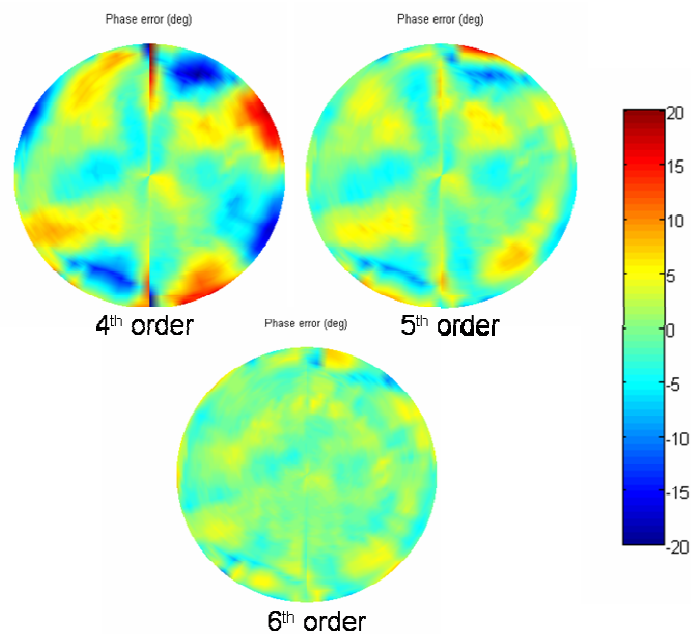 Phase error (deg)
Phase error (deg)
4th order
5th order
Phase error (deg)
6th order
20
15
10
5
0
-5
-10
-15
-20